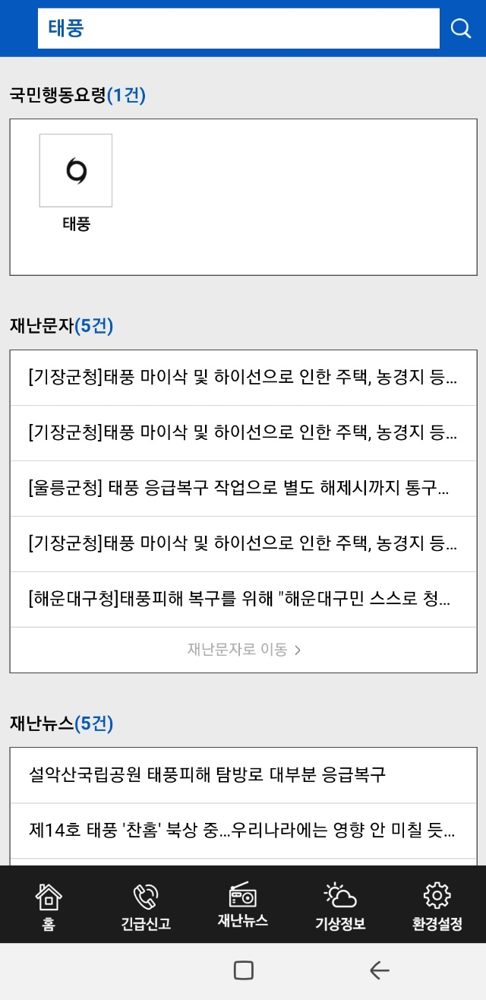 태풍
국민행동요령(1건)
태풍
재난문자(5건)
[기장군청]태풍 마이삭 및 하이선으로 인한 주택, 농경지 등...
[기장군청]태풍 마이삭 및 하이선으로 인한 주택, 농경지 등...
[울릉군청] 태풍 응급복구 작업으로 별도 해제시까지 통구...
[기장군청]태풍 마이삭 및 하이선으로 인한 주택, 농경지 등...
[해운대구청]태풍피해 복구를 위해 "해운대구민 스스로 청...
재난문자로 이동 >
재난뉴스(5건)
설악산국립공원 태풍피해 탐방로 대부분 응급복구
제14호 태풍 '찬홈' 북상 중...우리나라에는 영향 안 미칠 듯...
홈 긴급신고 재난뉴스 기상정보 환경설정